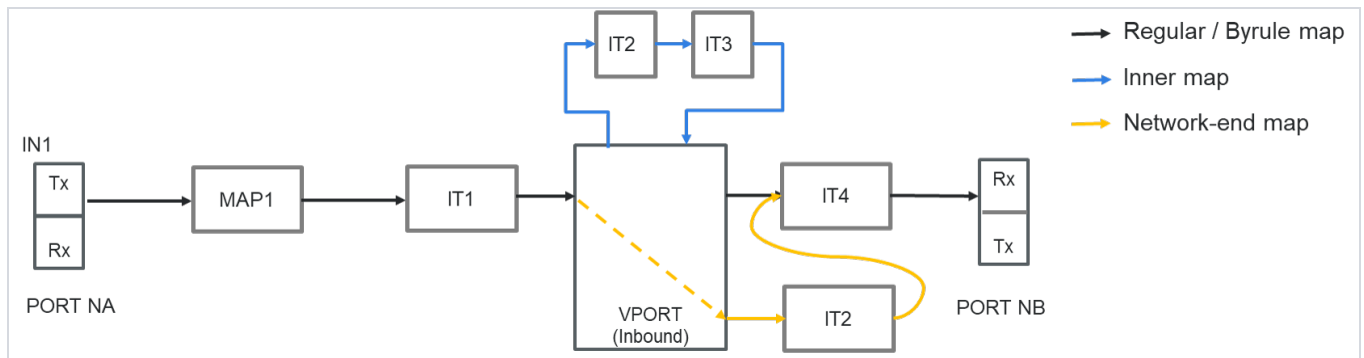 IT2
IT3
Regular / Byrule map
Inner map
Network-end map
IN1
Tx
Rx
PORT NA
MAP1
IT1
VPORT
(Inbound)
IT4
IT2
Rx
Tx
PORT NB